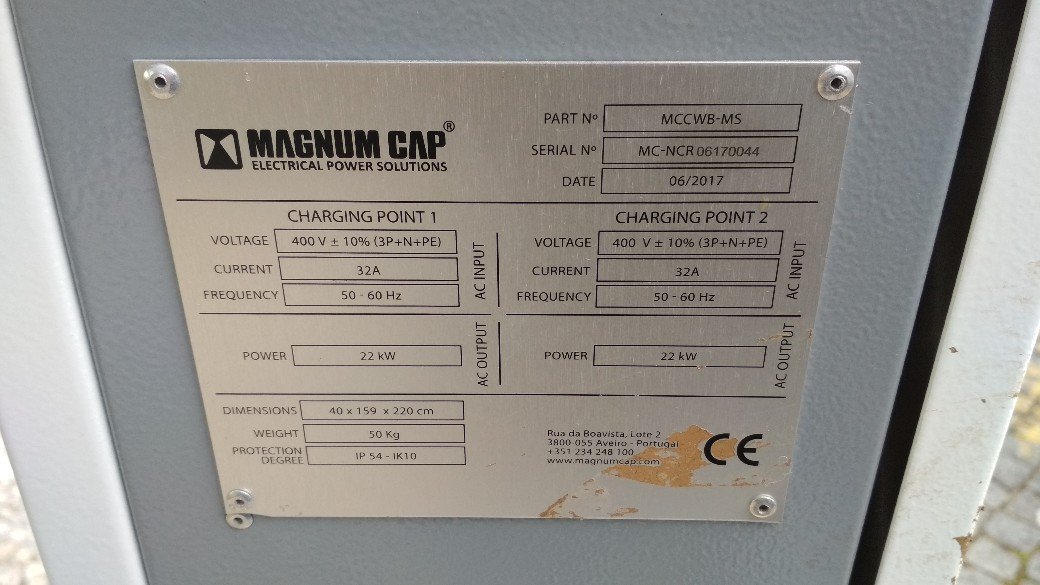 MAGNUM CAP®
ELECTRICAL POWER SOLUTIONS
PART Nº MCCWB-MS
SERIAL Nº MC-NCR 06170044
DATE 06/2017
CHARGING POINT 1
VOLTAGE 400 V ± 10% (3P+N+PE)
CURRENT 32A
FREQUENCY 50 - 60 Hz
AC INPUT
POWER 22 kW
AC OUTPUT
CHARGING POINT 2
VOLTAGE 400 V ± 10% (3P+N+PE)
CURRENT 32A
FREQUENCY 50 - 60 Hz
AC INPUT
POWER 22 kW
AC OUTPUT
DIMENSIONS 40 x 159 x 220 cm
WEIGHT 50 Kg
PROTECTION
DEGREE IP 54 - IK10
Rua da Boavista, Lote 2
3800-055 Aveiro - Portugal
+351 234 248 100
www.magnumcap.com
CE